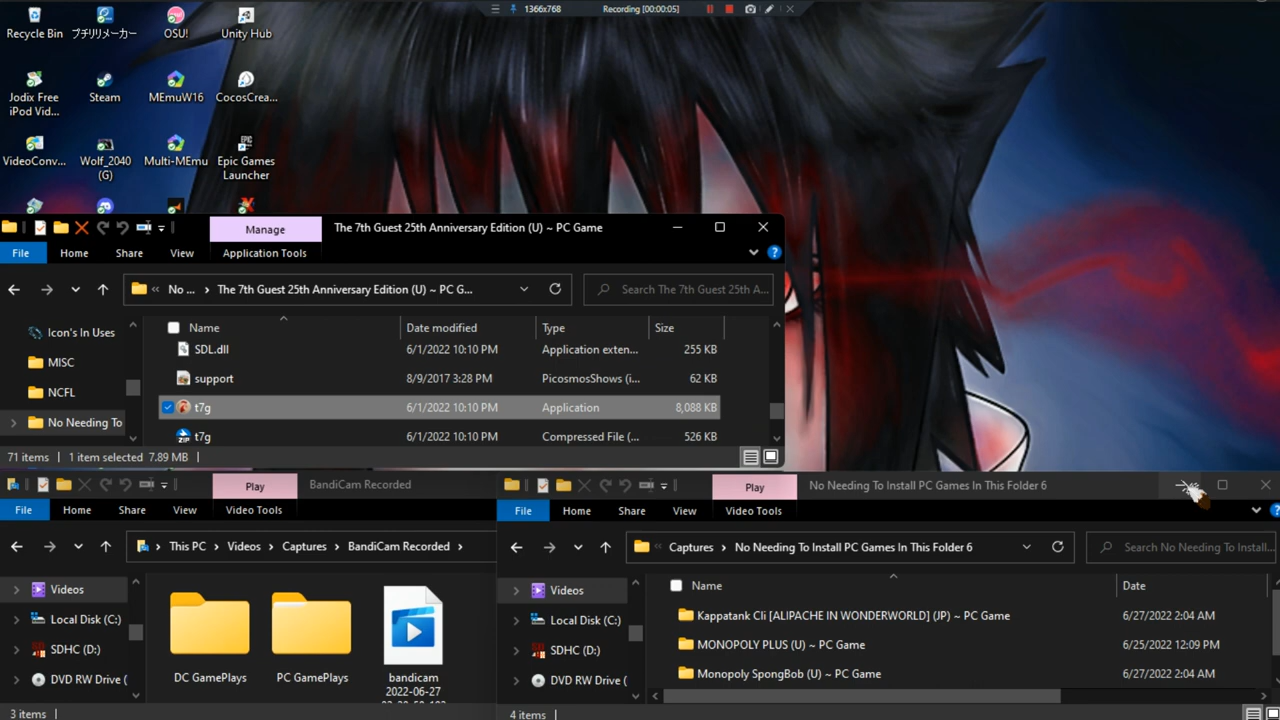 1366x768
Recording [00:00:05]
Recycle Bin
プチリリメーカー
OSU!
Unity Hub
Jodix Free
iPod Vid...
Steam
MEmuW16
CocosCrea...
VideoConv...
Wolf_2040
(G)
Multi-MEmu
Epic Games
Launcher
EPIC
GAMES
Manage
The 7th Guest 25th Anniversary Edition (U) ~ PC Game
File
Home
Share
View
Application Tools
No ... › The 7th Guest 25th Anniversary Edition (U) ~ PC G...
Search The 7th Guest 25th A...
Icon's In Uses
MISC
NCFL
No Needing To
Name
Date modified
Type
Size
SDL.dll
6/1/2022 10:10 PM
Application exten...
255 KB
support
8/9/2017 3:28 PM
PicosmosShows (i...
62 KB
t7g
6/1/2022 10:10 PM
Application
8,088 KB
ZIP
t7g
6/1/2022 10:10 PM
Compressed File (...
526 KB
71 items
1 item selected 7.89 MB
Play
BandiCam Recorded
File
Home
Share
View
Video Tools
This PC › Videos › Captures › BandiCam Recorded ›
Videos
Local Disk (C:)
SDHC (D:)
DVD RW Drive (
DC GamePlays
PC GamePlays
bandicam
2022-06-27
3 items
Play
No Needing To Install PC Games In This Folder 6
File
Home
Share
View
Video Tools
Captures › No Needing To Install PC Games In This Folder 6
Search No Needing To Install...
Videos
Local Disk (C:)
SDHC (D:)
DVD RW Drive (
Name
Date
Kappatank Cli [ALIPACHE IN WONDERWORLD] (JP) ~ PC Game
6/27/2022 2:04 AM
MONOPOLY PLUS (U) ~ PC Game
6/25/2022 12:09 PM
Monopoly SpongBob (U) ~ PC Game
6/27/2022 2:04 AM
4 items